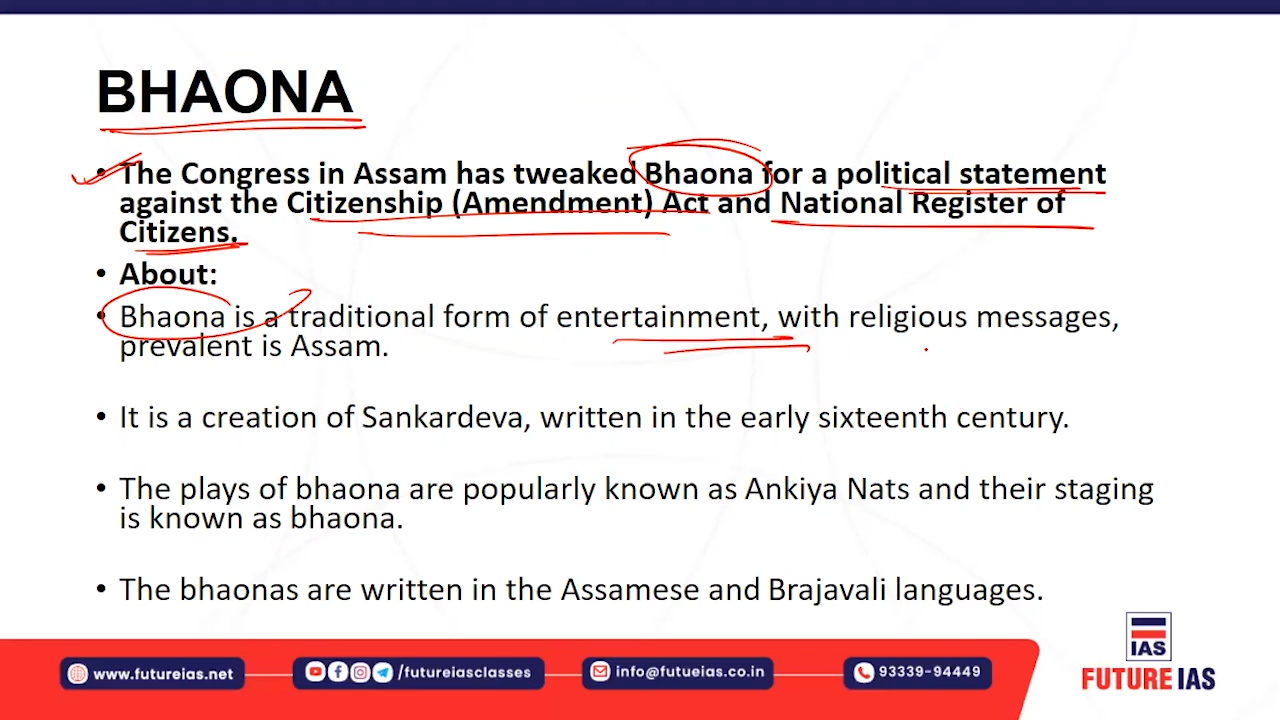 BHAONA
• The Congress in Assam has tweaked Bhaona for a political statement
against the Citizenship (Amendment) Act and National Register of
Citizens.
• About:
• Bhaona is a traditional form of entertainment, with religious messages,
prevalent is Assam.
• It is a creation of Sankardeva, written in the early sixteenth century.
• The plays of bhaona are popularly known as Ankiya Nats and their staging
is known as bhaona.
• The bhaonas are written in the Assamese and Brajavali languages.
IAS
www.futureias.net
/futureiasclasses
info@futueias.co.in
93339-94449
FUTURE IAS